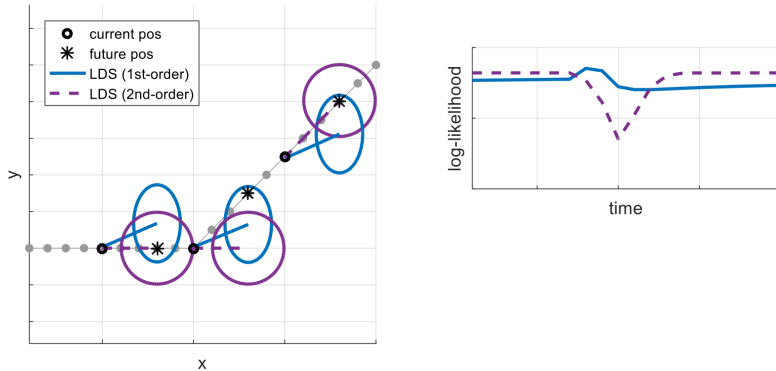 current pos
future pos
LDS (1st-order)
LDS (2nd-order)
y
x
log-likelihood
time